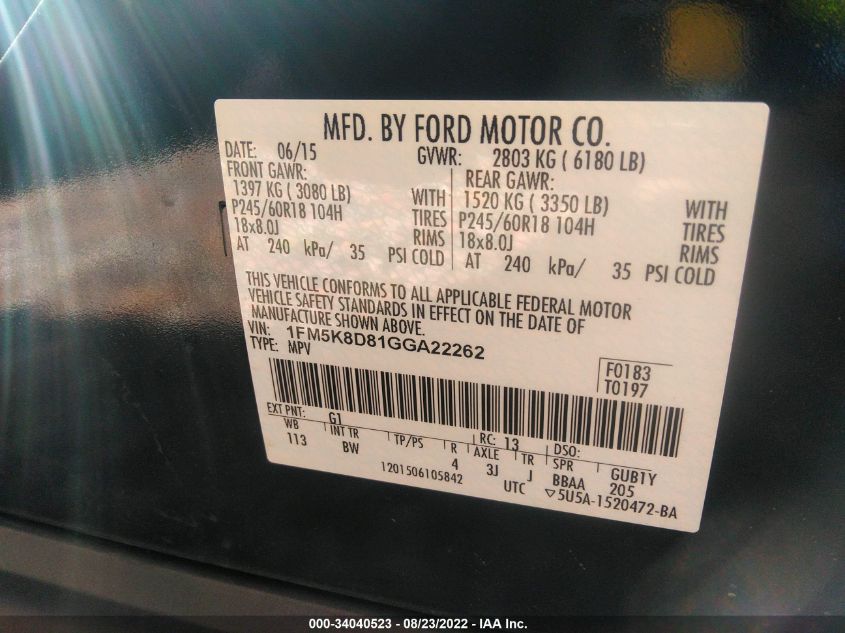 MFD. BY FORD MOTOR CO.
DATE: 06/15 GVWR: 2803 KG ( 6180 LB)
FRONT GAWR: REAR GAWR:
1397 KG ( 3080 LB) WITH 1520 KG ( 3350 LB) WITH
P245/60R18 104H TIRES P245/60R18 104H TIRES
18x8.0J RIMS 18x8.0J RIMS
AT 240 kPa/ 35 PSI COLD AT 240 kPa/ 35 PSI COLD
THIS VEHICLE CONFORMS TO ALL APPLICABLE FEDERAL MOTOR
VEHICLE SAFETY STANDARDS IN EFFECT ON THE DATE OF
MANUFACTURE SHOWN ABOVE.
VIN: 1FM5K8D81GGA22262
TYPE: MPV
F0183
T0197
EXT PNT: G1 RC: 13 DSO:
WB INT TR TP/PS R AXLE TR SPR GUB1Y
113 BW 4 3J J BBAA 205
1201506105842 UTC ▽5U5A-1520472-BA
000-34040523 - 08/23/2022 - IAA Inc.